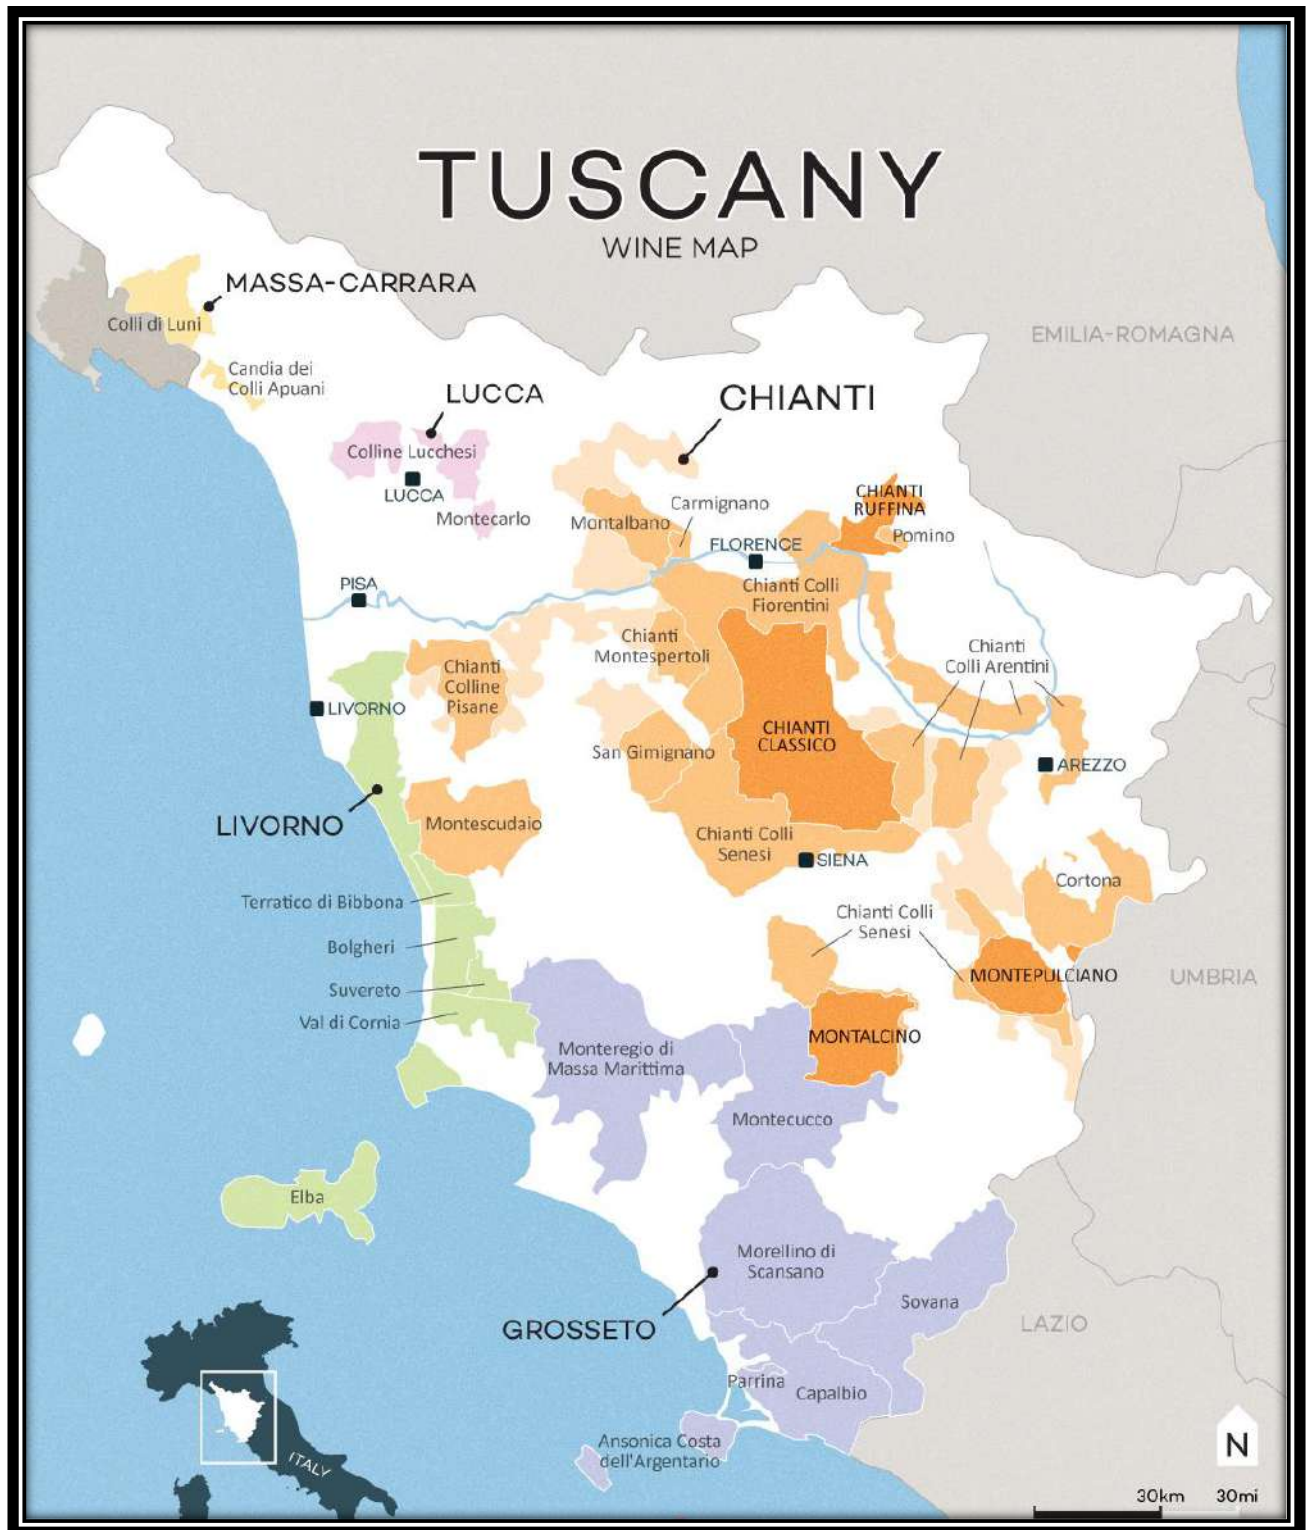 TUSCANY
WINE MAP
MASSA-CARRARA
Colli di Luni
EMILIA-ROMAGNA
Candia dei
Colli Apuani
LUCCA
CHIANTI
Colline Lucchesi
LUCCA
Montecarlo
CHIANTI
RUFFINA
Carmignano
Montalbano
Pomino
FLORENCE
PISA
Chianti Colli
Fiorentini
Chianti
Montespertoli
Chianti
Colli Arentini
Chianti
Colline
Pisane
LIVORNO
CHIANTI
CLASSICO
San Gimignano
AREZZO
LIVORNO
Montescudaio
Chianti Colli
Senesi
SIENA
Cortona
Terratico di Bibbona
Chianti Colli
Senesi
Bolgheri
MONTEPULCIANO
UMBRIA
Suvereto
Val di Cornia
MONTALCINO
Monteregio di
Massa Marittima
Montecucco
Elba
Morellino di
Scansano
Sovana
GROSSETO
LAZIO
Parrina
Capalbio
Ansonica Costa
dell'Argentario
ITALY
N
30km
30mi